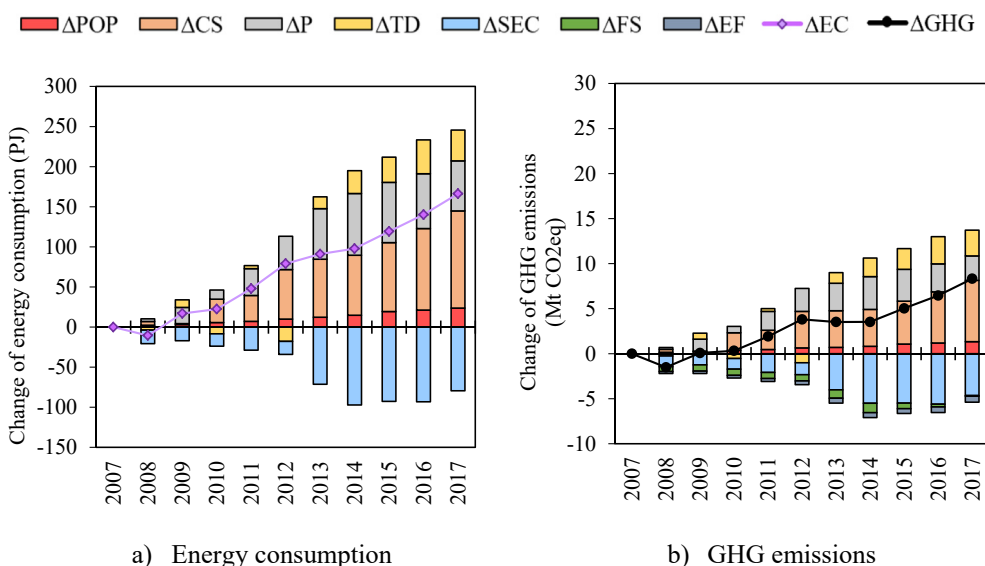 ΔPOP ΔCS ΔP ΔTD ΔSEC ΔFS ΔEF ΔEC ΔGHG
Change of energy consumption (PJ)
300
250
200
150
100
50
0
-50
-100
-150
2007 2008 2009 2010 2011 2012 2013 2014 2015 2016 2017
a) Energy consumption
Change of GHG emissions
(Mt CO2eq)
30
25
20
15
10
5
0
-5
-10
2007 2008 2009 2010 2011 2012 2013 2014 2015 2016 2017
b) GHG emissions